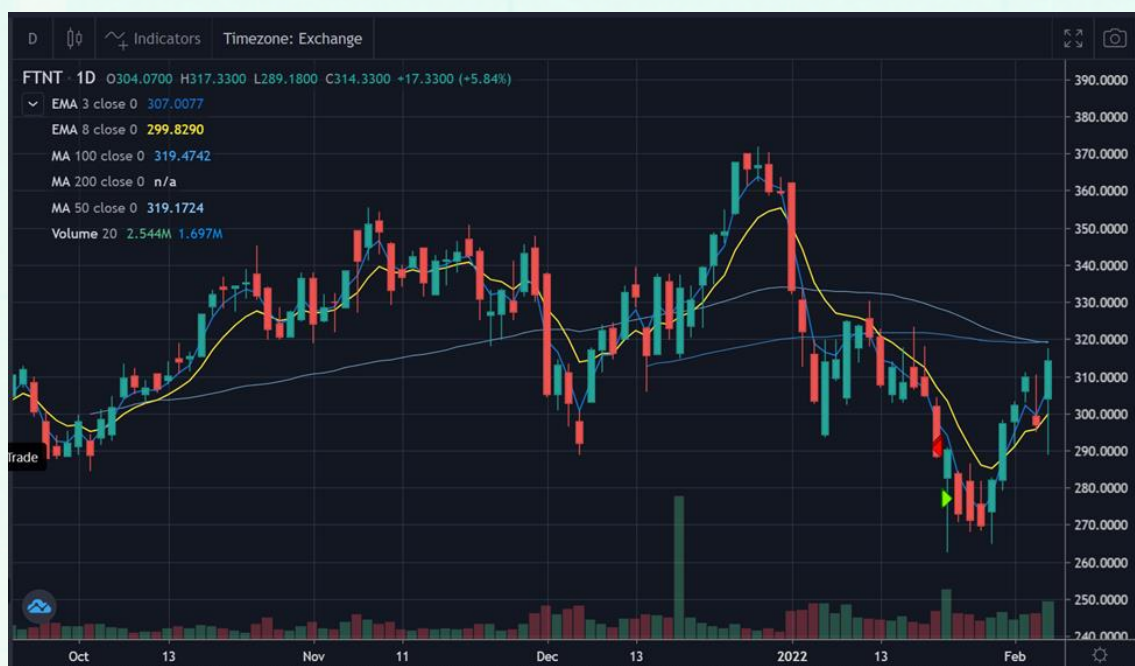 D Indicators Timezone: Exchange
FTNT 1D O304.0700 H317.3300 L289.1800 C314.3300 +17.3300 (+5.84%)
EMA 3 close 0 307.0077
EMA 8 close 0 299.8290
MA 100 close 0 319.4742
MA 200 close 0 n/a
MA 50 close 0 319.1724
Volume 20 2.544M 1.697M
390.0000
380.0000
370.0000
360.0000
350.0000
340.0000
330.0000
320.0000
310.0000
300.0000
290.0000
280.0000
270.0000
260.0000
250.0000
240.0000
Trade
Oct 13 Nov 11 Dec 13 2022 13 Feb